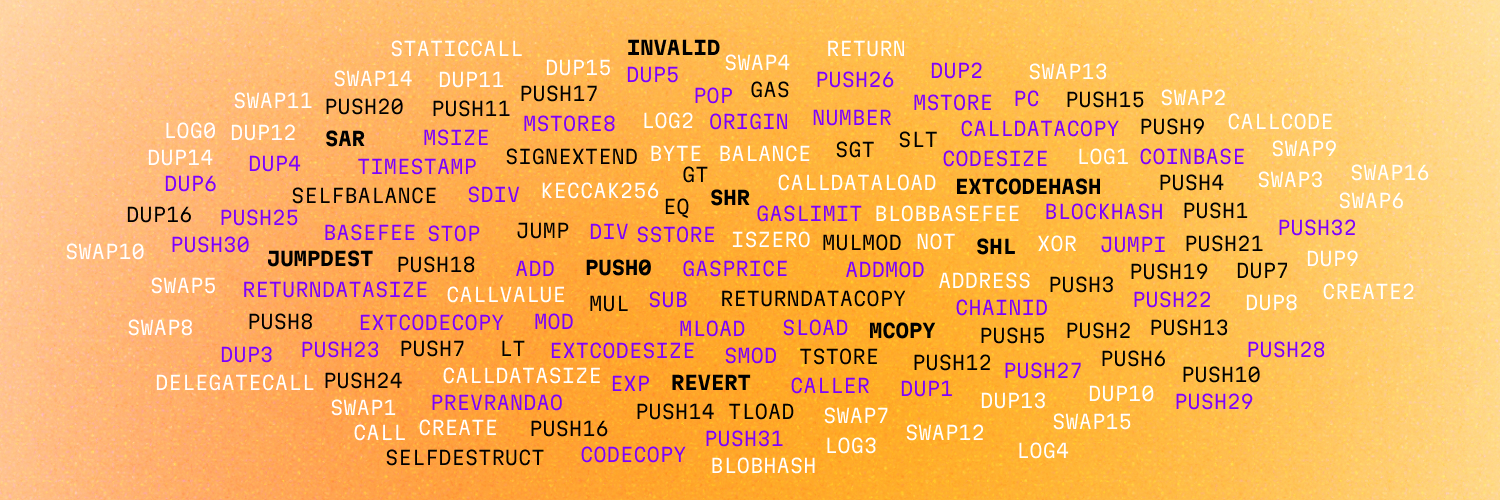 STATICCALL INVALID RETURN
SWAP14 DUP11 DUP15 DUP5 SWAP4 PUSH26 DUP2 SWAP13
SWAP11 PUSH20 PUSH11 PUSH17 POP GAS MSTORE PC PUSH15 SWAP2
LOG0 DUP12 SAR MSIZE MSTORE8 LOG2 ORIGIN NUMBER SLT CALLDATACOPY PUSH9 CALLCODE
DUP14 DUP4 TIMESTAMP SIGNEXTEND BYTE BALANCE SGT CODESIZE LOG1 COINBASE SWAP9
DUP6 SELFBALANCE SDIV KECCAK256 GT SHR CALLDATALOAD EXTCODEHASH PUSH4 SWAP3 SWAP16
DUP16 PUSH25 EQ GASLIMIT BLOBBASEFEE BLOCKHASH PUSH1 SWAP6
SWAP10 PUSH30 BASEFEE STOP JUMP DIV SSTORE ISZERO MULMOD NOT SHL XOR JUMPI PUSH21 PUSH32
JUMPDEST PUSH18 ADD PUSH0 GASPRICE ADDMOD ADDRESS PUSH3 PUSH19 DUP7 DUP9
SWAP5 RETURNDATASIZE CALLVALUE MUL SUB RETURNDATACOPY CHAINID PUSH22 DUP8 CREATE2
SWAP8 PUSH8 EXTCODECOPY MOD MLOAD SLOAD MCOPY PUSH5 PUSH2 PUSH13
DUP3 PUSH23 PUSH7 LT EXTCODESIZE SMOD TSTORE PUSH12 PUSH27 PUSH6 PUSH28
DELEGATECALL PUSH24 CALLDATASIZE EXP REVERT CALLER DUP1 DUP13 DUP10 PUSH10
SWAP1 PREVRANDAO PUSH14 TLOAD SWAP7 PUSH29
CALL CREATE PUSH16 PUSH31 LOG3 SWAP12 SWAP15
SELFDESTRUCT CODECOPY BLOBHASH LOG4